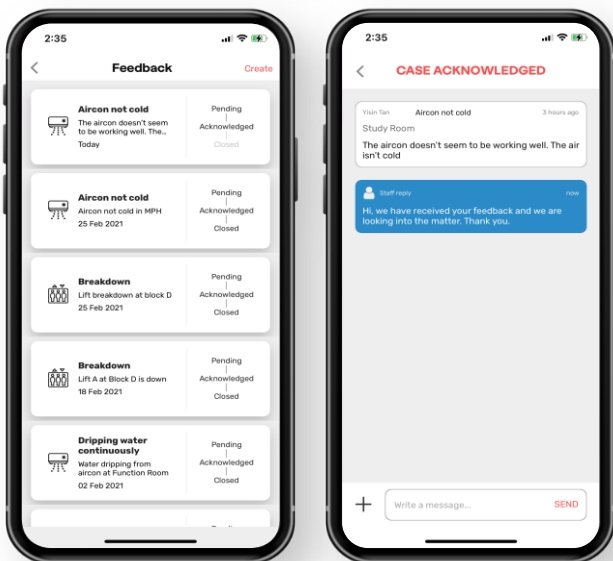 2:35
Feedback
Create
Aircon not cold
The aircon doesn't seem
to be working well. The...
Today
Pending
Acknowledged
Closed
Aircon not cold
Aircon not cold in MPH
25 Feb 2021
Pending
Acknowledged
Closed
Breakdown
Lift breakdown at block D
25 Feb 2021
Pending
Acknowledged
Closed
Breakdown
Lift A at Block D is down
18 Feb 2021
Pending
Acknowledged
Closed
Dripping water
continuously
Water dripping from
aircon at Function Room
02 Feb 2021
Pending
Acknowledged
Closed
2:35
CASE ACKNOWLEDGED
Yisin Tan Aircon not cold 3 hours ago
Study Room
The aircon doesn't seem to be working well. The air
isn't cold
Staff reply now
Hi, we have received your feedback and we are
looking into the matter. Thank you.
Write a message... SEND